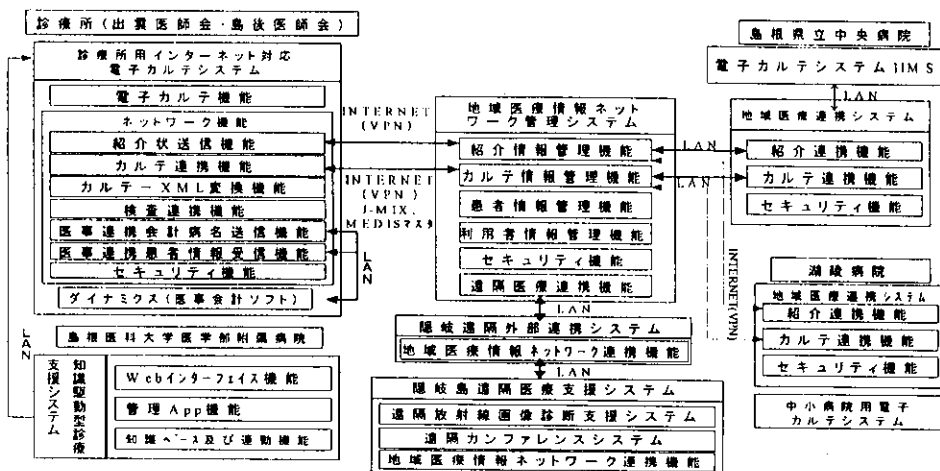 診療所(出雲医師会・島後医師会)
診療所用インターネット対応
電子カルテシステム
電子カルテ機能
ネットワーク機能
紹介状送信機能
カルテ連携機能
カルテーXML変換機能
検査連携機能
医事連携会計病名送信機能
医事連携患者情報受信機能
セキュリティ機能
ダイナミクス(医事会計ソフト)
LAN
LAN
島根医科大学医学部附属病院
知識駆動型診療
支援システム
Webインターフェイス機能
管理App機能
知識ベース及び連動機能
INTERNET
(VPN)
INTERNET
(VPN)
J-MIX,
MEDISマスタ
地域医療情報ネット
ワーク管理システム
紹介情報管理機能
カルテ情報管理機能
患者情報管理機能
利用者情報管理機能
セキュリティ機能
遠隔医療連携機能
LAN
隠岐遠隔外部連携システム
地域医療情報ネットワーク連携機能
LAN
隠岐島遠隔医療支援システム
遠隔放射線画像診断支援システム
遠隔カンファレンスシステム
地域医療情報ネットワーク連携機能
LAN
LAN
INTERNET(VPN)
島根県立中央病院
電子カルテシステムIIMS
LAN
地域医療連携システム
紹介連携機能
カルテ連携機能
セキュリティ機能
湖陵病院
地域医療連携システム
紹介連携機能
カルテ連携機能
セキュリティ機能
中小病院用電子
カルテシステム